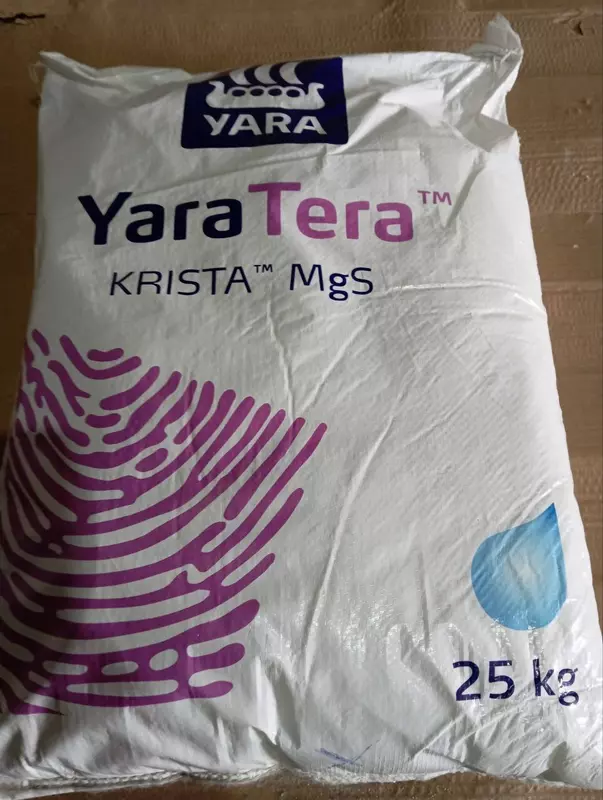 YARA
YaraTera™
KRISTA™ MgS
25 kg